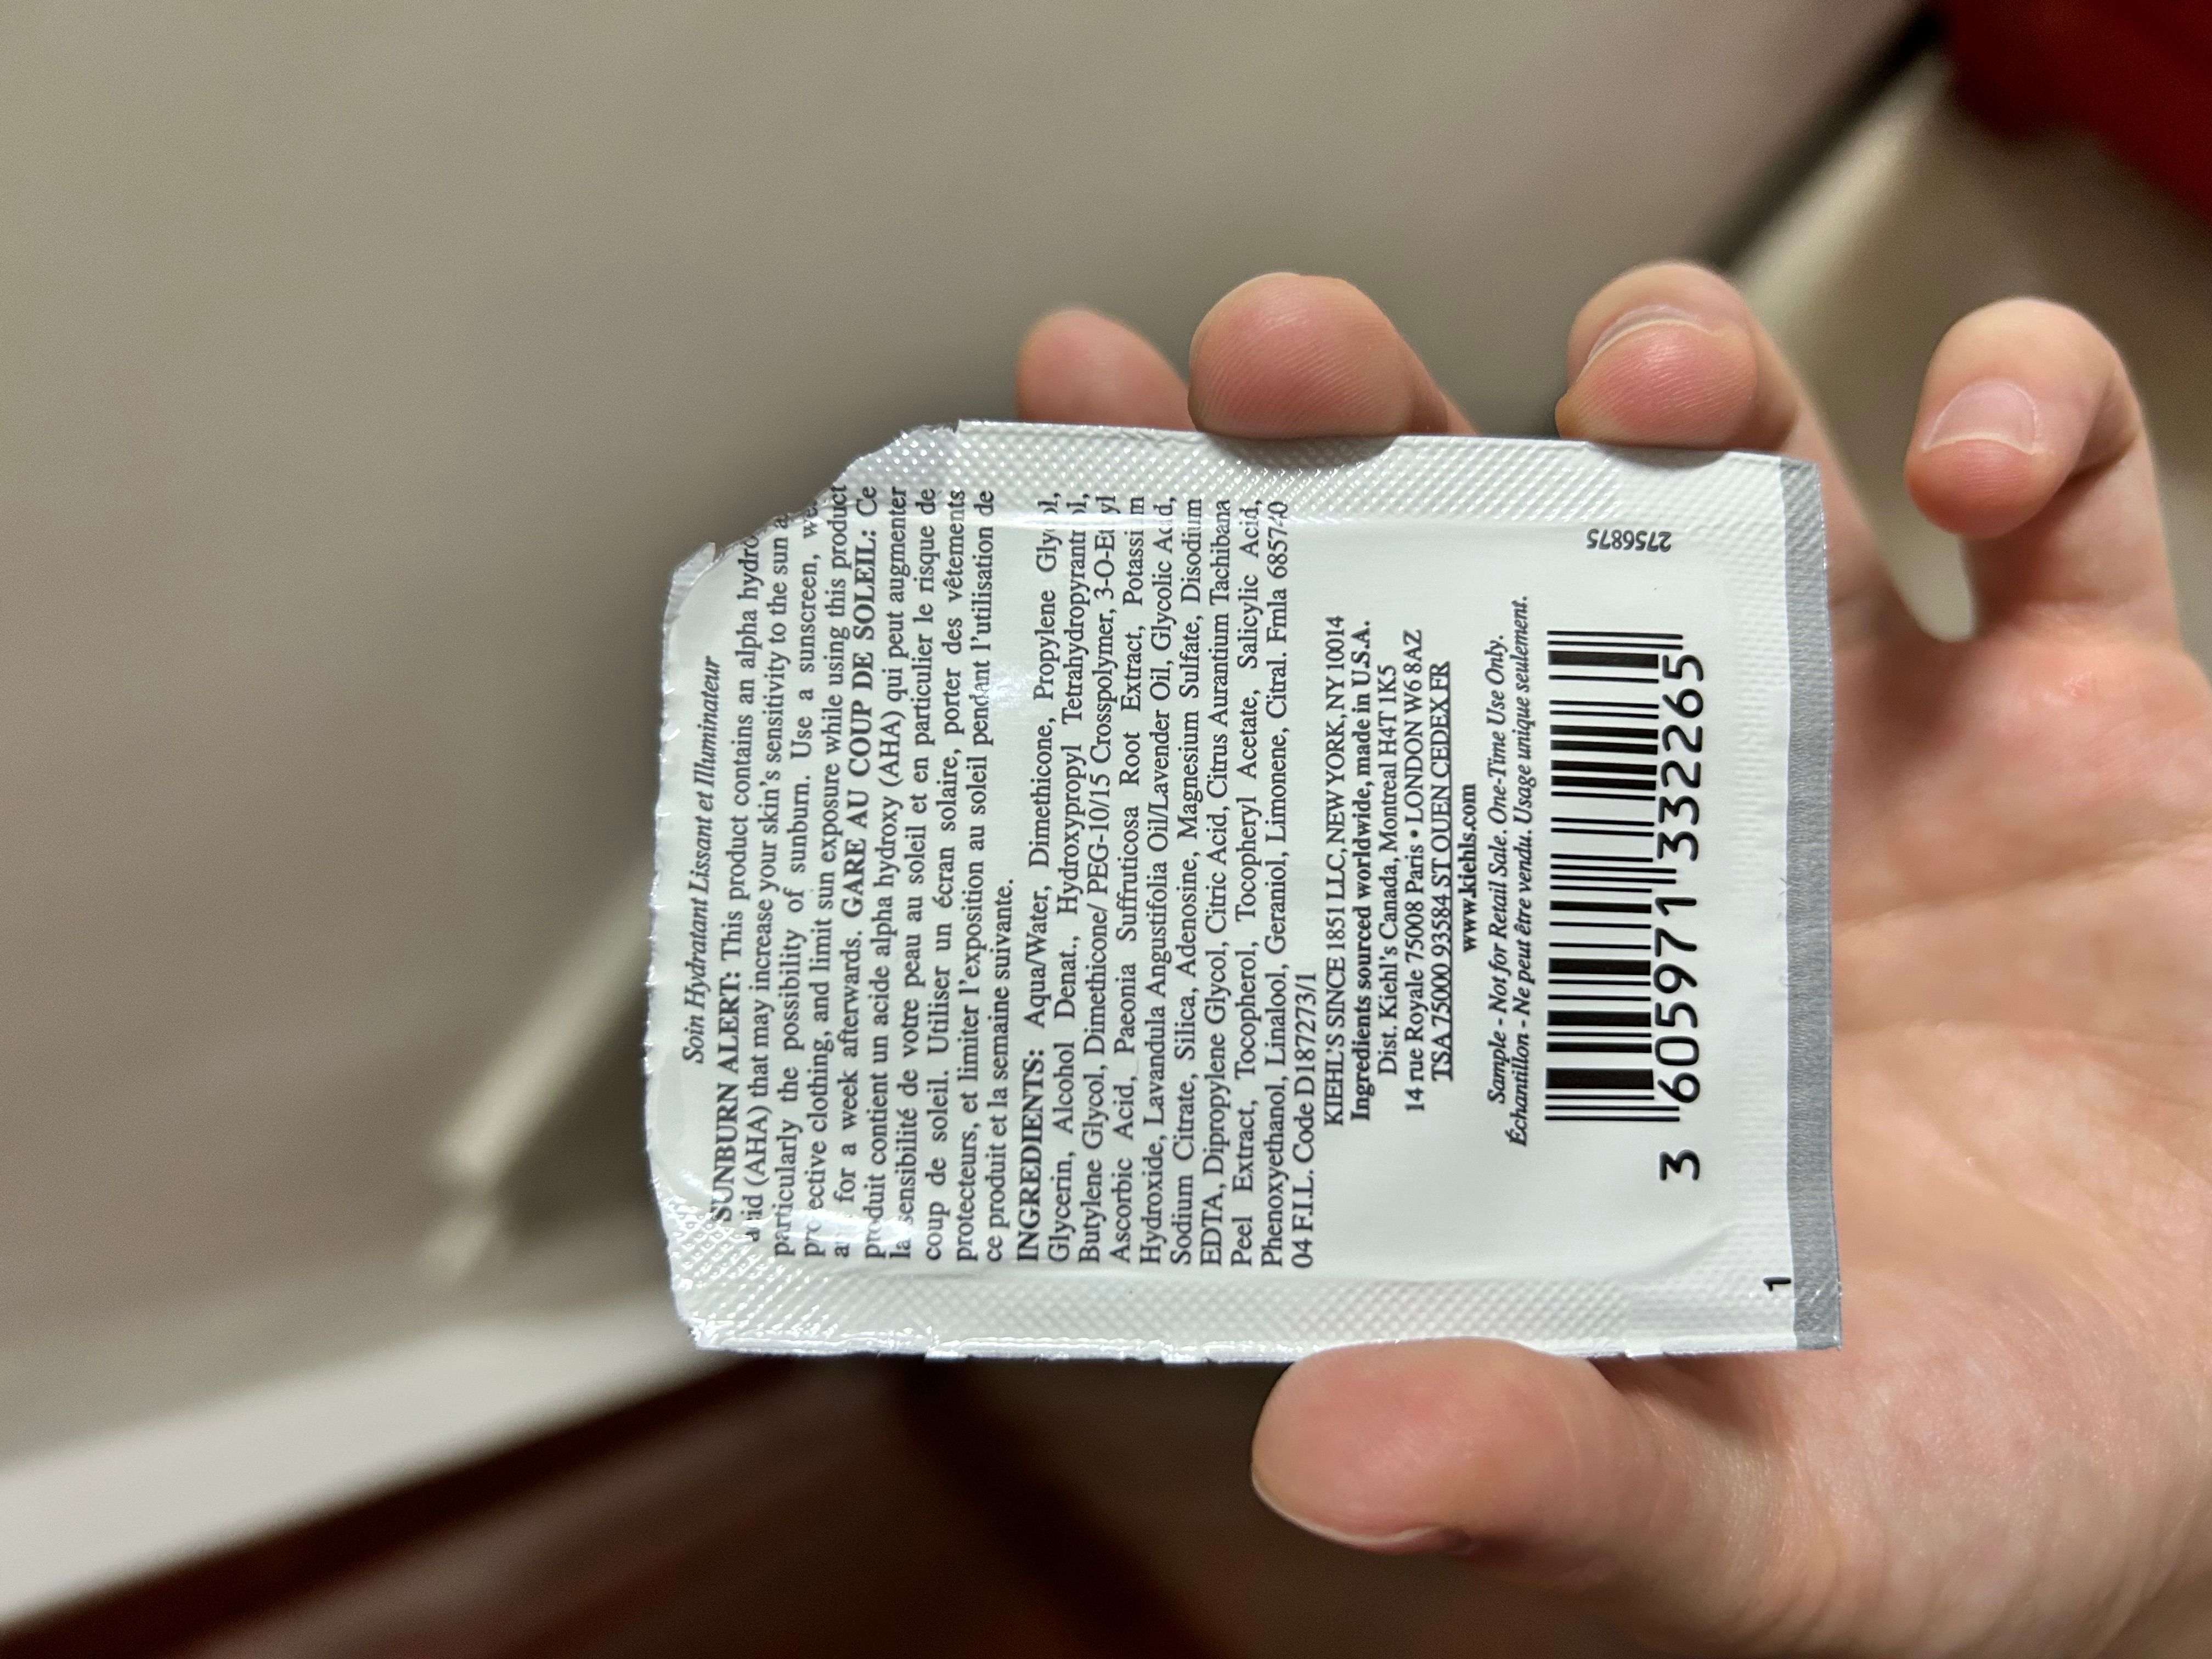 Soin Hydratant Lissant et Illuminateur
SUNBURN ALERT: This product contains an alpha
(AHA) that may increase your skin's sensitivity to the sun
particularly the possibility of sunburn. Use a sunscreen,
clothing, and limit sun exposure while using this product
for a week afterwards. GARE AU COUP DE SOLEIL: Ce
produit contient un acide alpha hydroxy (AHA) qui peut augmenter
la sensibilité de votre peau au soleil et en particulier le risque de
coup de soleil. Utiliser un écran solaire, porter des vêtements
protecteurs, et limiter l'exposition au soleil pendant l'utilisation de
ce produit et la semaine suivante.
INGREDIENTS: Aqua/Water, Dimethicone, Propylene Glycol,
Glycerin, Alcohol Denat., Hydroxypropyl Tetrahydropyrantriol,
Butylene Glycol, Dimethicone/ PEG-10/15 Crosspolymer, 3-O-Ethyl
Ascorbic Acid, Paeonia Suffruticosa Root Extract, Potassium
Hydroxide, Lavandula Angustifolia Oil/Lavender Oil, Glycolic Acid,
Sodium Citrate, Silica, Adenosine, Magnesium Sulfate, Disodium
EDTA, Dipropylene Glycol, Citric Acid, Citrus Aurantium Tachibana
Peel Extract, Tocopherol, Tocopheryl Acetate, Salicylic Acid,
Phenoxyethanol, Linalool, Geraniol, Limonene, Citral. Fmla 685740
04 F.I.L. Code D187273/1
KIEHL'S SINCE 1851 LLC, NEW YORK, NY 10014
Ingredients sourced worldwide, made in U.S.A.
Dist. Kiehl's Canada, Montreal H4T 1K5
14 rue Royale 75008 Paris • LONDON W6 8AZ
TSA 75000 93584 ST OUEN CEDEX FR
www.kiehls.com
Sample - Not for Retail Sale. One-Time Use Only.
Échantillon - Ne peut être vendu. Usage unique seulement.
2756875
3 605971 332265
1